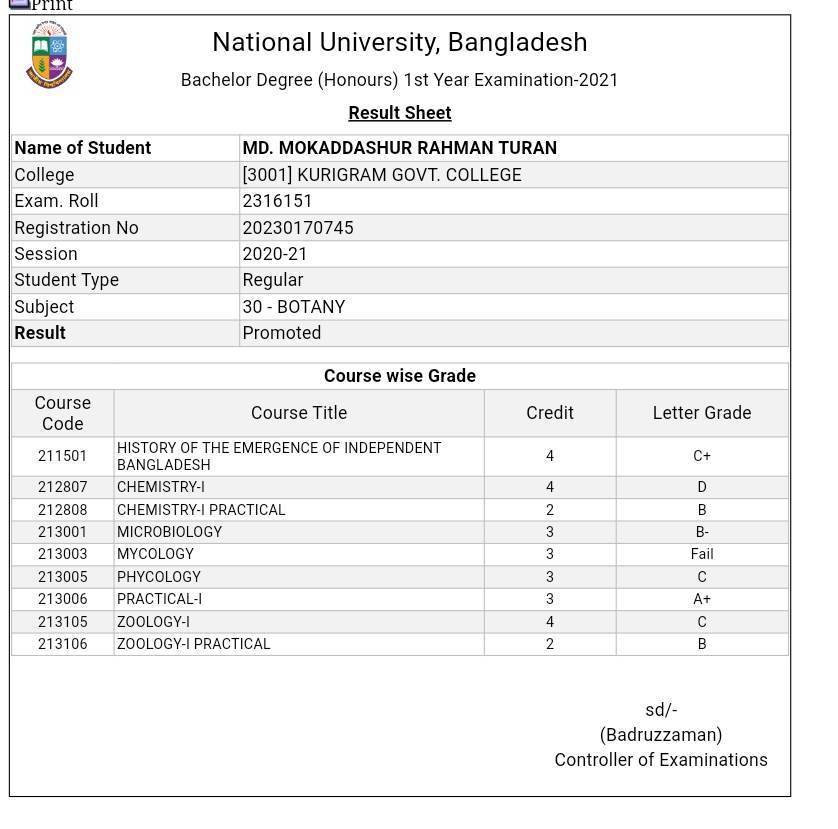 Print
National University, Bangladesh
Bachelor Degree (Honours) 1st Year Examination-2021
Result Sheet
Name of Student MD. MOKADDASHUR RAHMAN TURAN
College [3001] KURIGRAM GOVT. COLLEGE
Exam. Roll 2316151
Registration No 20230170745
Session 2020-21
Student Type Regular
Subject 30 - BOTANY
Result Promoted
Course wise Grade
Course Code Course Title Credit Letter Grade
211501 HISTORY OF THE EMERGENCE OF INDEPENDENT BANGLADESH 4 C+
212807 CHEMISTRY-I 4 D
212808 CHEMISTRY-I PRACTICAL 2 B
213001 MICROBIOLOGY 3 B-
213003 MYCOLOGY 3 Fail
213005 PHYCOLOGY 3 C
213006 PRACTICAL-I 3 A+
213105 ZOOLOGY-I 4 C
213106 ZOOLOGY-I PRACTICAL 2 B
sd/-
(Badruzzaman)
Controller of Examinations